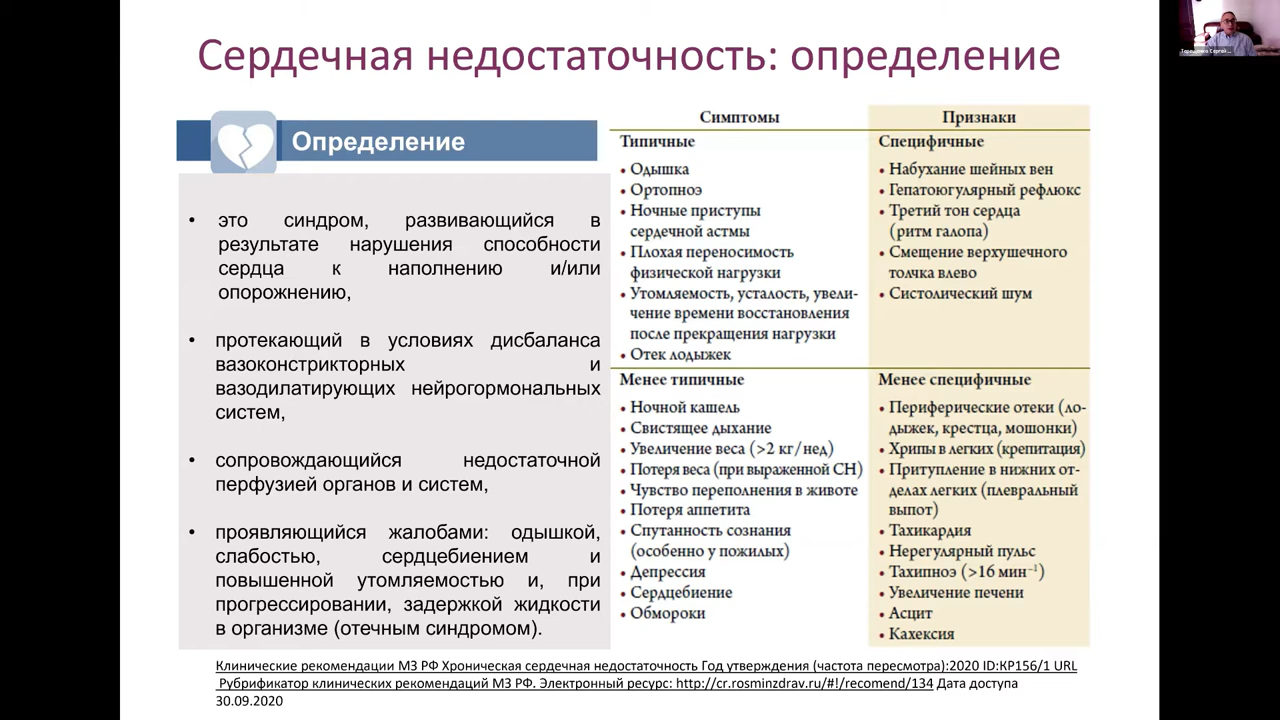 Сердечная недостаточность: определение
Терещенко Сергей...
Определение
• это синдром, развивающийся в
результате нарушения способности
сердца к наполнению и/или
опорожнению,
• протекающий в условиях дисбаланса
вазоконстрикторных и
вазодилатирующих нейрогормональных
систем,
• сопровождающийся недостаточной
перфузией органов и систем,
• проявляющийся жалобами: одышкой,
слабостью, сердцебиением и
повышенной утомляемостью и, при
прогрессировании, задержкой жидкости
в организме (отечным синдромом).
Симптомы
Типичные
• Одышка
• Ортопноэ
• Ночные приступы
сердечной астмы
• Плохая переносимость
физической нагрузки
• Утомляемость, усталость, увели-
чение времени восстановления
после прекращения нагрузки
• Отек лодыжек
Признаки
Специфичные
• Набухание шейных вен
• Гепатоюгулярный рефлюкс
• Третий тон сердца
(ритм галопа)
• Смещение верхушечного
толчка влево
• Систолический шум
Менее типичные
• Ночной кашель
• Свистящее дыхание
• Увеличение веса (>2 кг/нед)
• Потеря веса (при выраженной СН)
• Чувство переполнения в животе
• Потеря аппетита
• Спутанность сознания
(особенно у пожилых)
• Депрессия
• Сердцебиение
• Обмороки
Менее специфичные
• Периферические отеки (ло-
дыжек, крестца, мошонки)
• Хрипы в легких (крепитация)
• Притупление в нижних от-
делах легких (плевральный
выпот)
• Тахикардия
• Нерегулярный пульс
• Тахипноэ (>16 мин⁻¹)
• Увеличение печени
• Асцит
• Кахексия
Клинические рекомендации МЗ РФ Хроническая сердечная недостаточность Год утверждения (частота пересмотра):2020 ID:КР156/1 URL
Рубрификатор клинических рекомендаций МЗ РФ. Электронный ресурс: http://cr.rosminzdrav.ru/#!/recomend/134 Дата доступа
30.09.2020